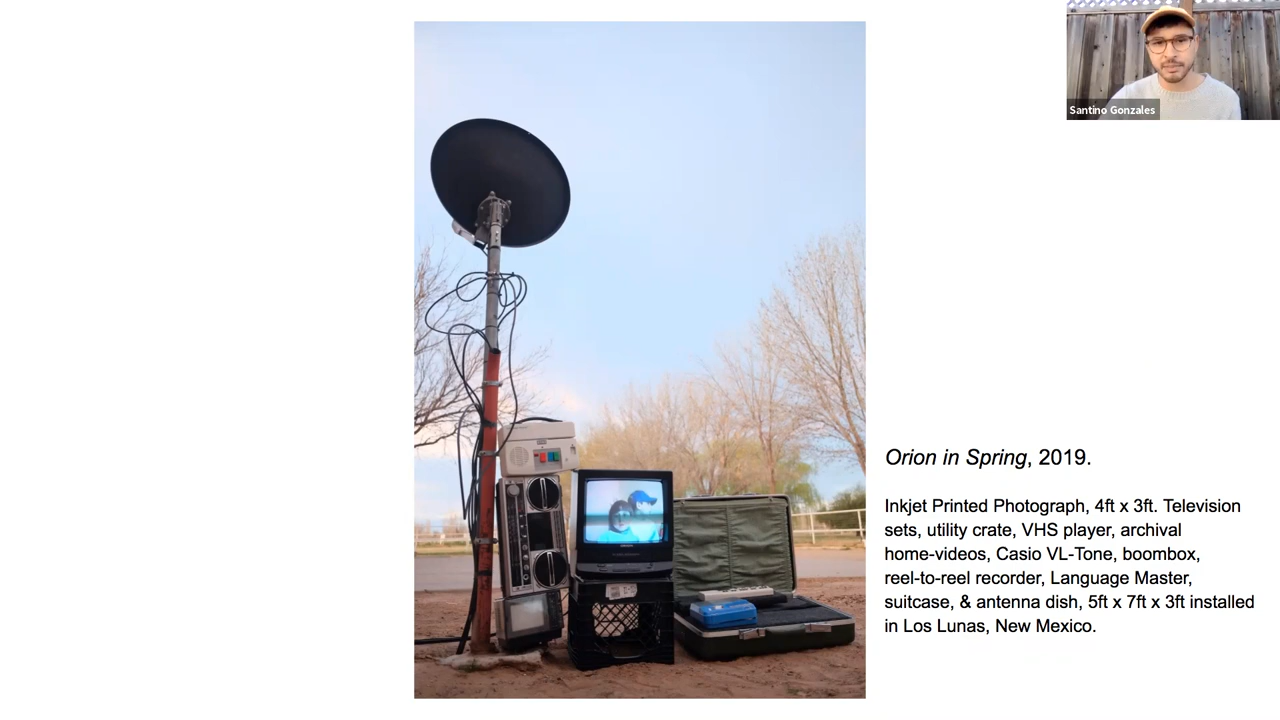 Santino Gonzales
Orion in Spring, 2019.
Inkjet Printed Photograph, 4ft x 3ft. Television
sets, utility crate, VHS player, archival
home-videos, Casio VL-Tone, boombox,
reel-to-reel recorder, Language Master,
suitcase, & antenna dish, 5ft x 7ft x 3ft installed
in Los Lunas, New Mexico.